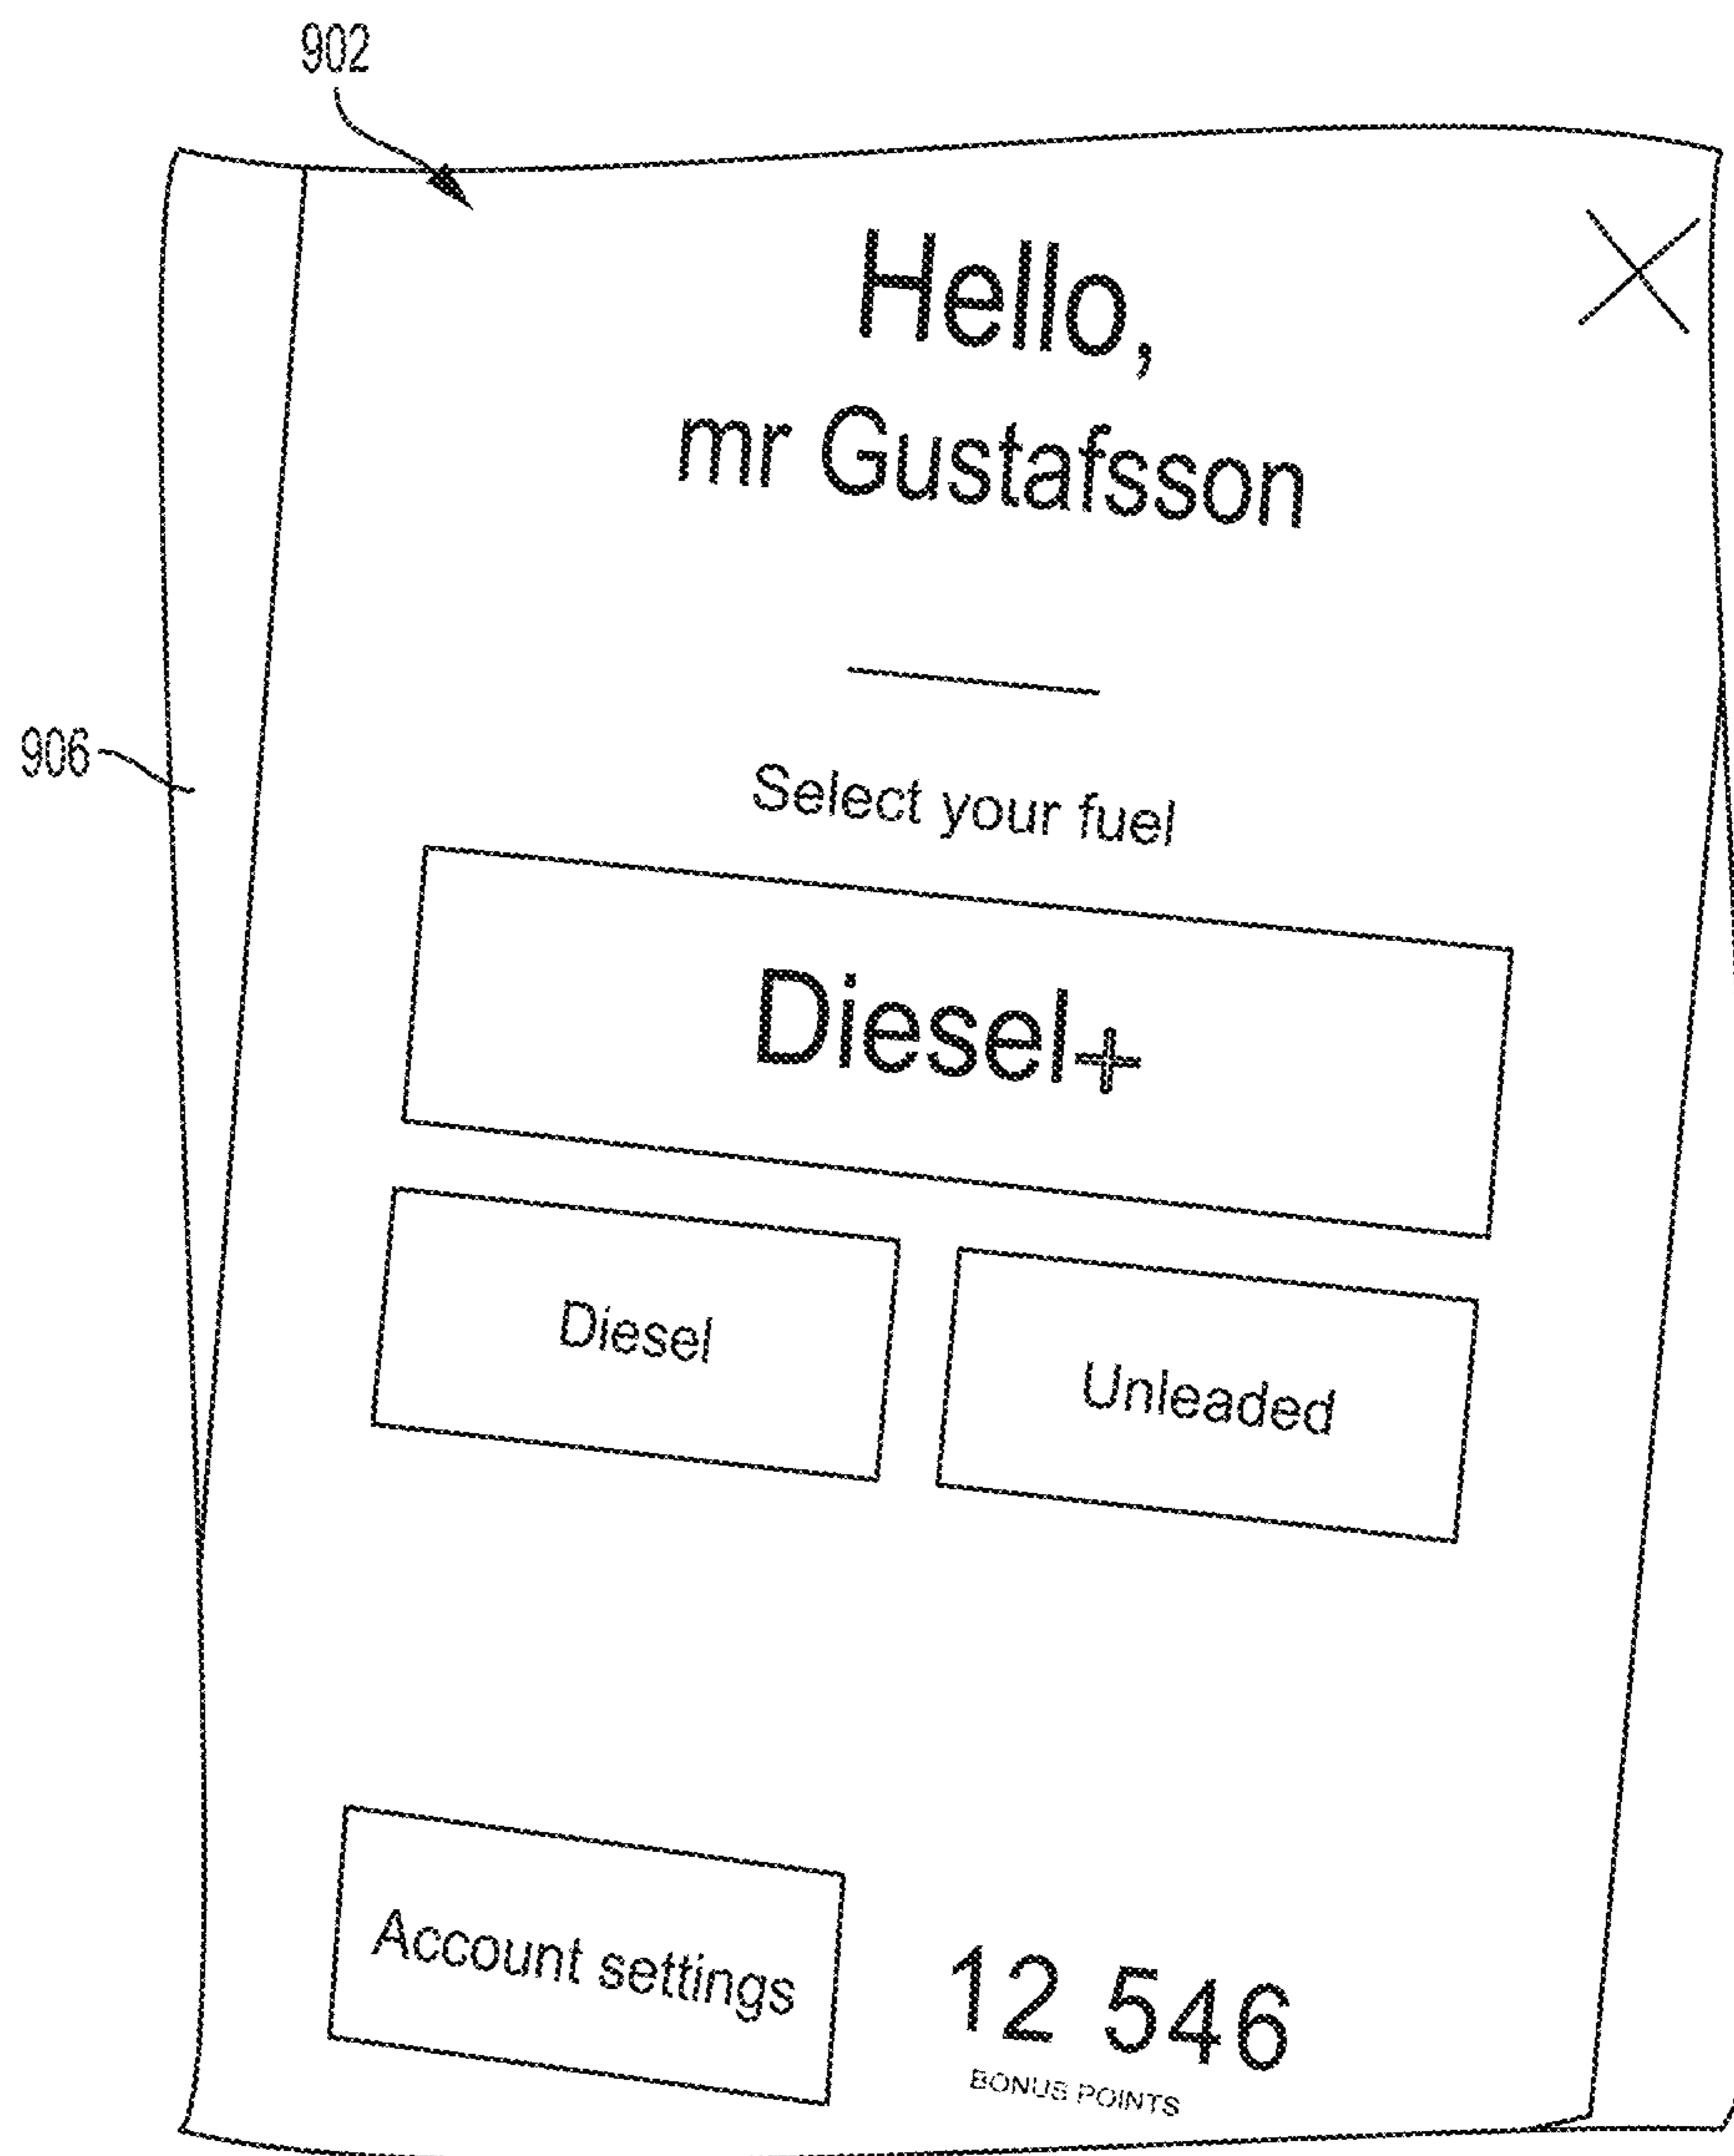 902
Hello,
mr Gustafsson
906
Select your fuel
Diesel+
Diesel
Unleaded
Account settings
12 546
BONUS POINTS